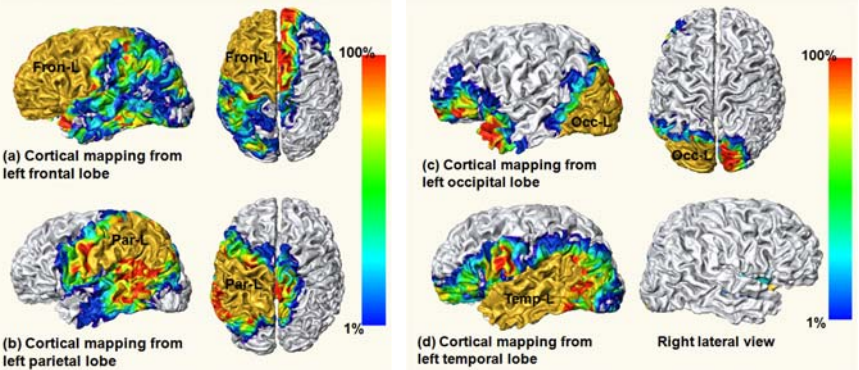 Fron-L
Fron-L
100%
(a) Cortical mapping from
left frontal lobe
Par-L
Par-L
1%
(b) Cortical mapping from
left parietal lobe
100%
Occ-L
Occ-L
(c) Cortical mapping from
left occipital lobe
Temp-L
1%
(d) Cortical mapping from
left temporal lobe
Right lateral view